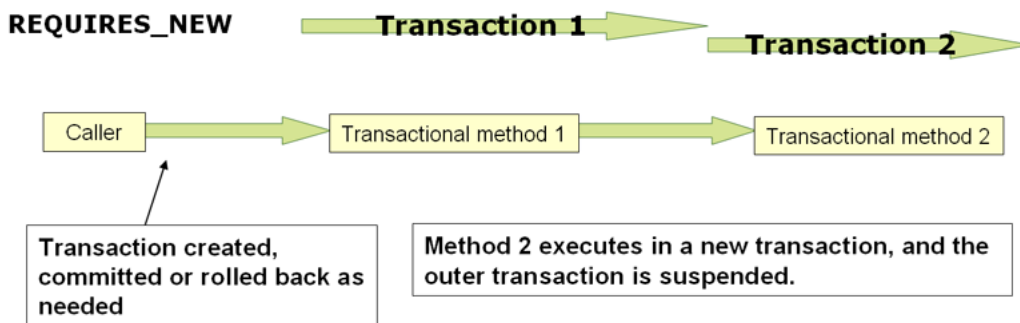 REQUIRES_NEW
Transaction 1
Transaction 2
Caller
Transactional method 1
Transactional method 2
Transaction created,
committed or rolled back as
needed
Method 2 executes in a new transaction, and the
outer transaction is suspended.